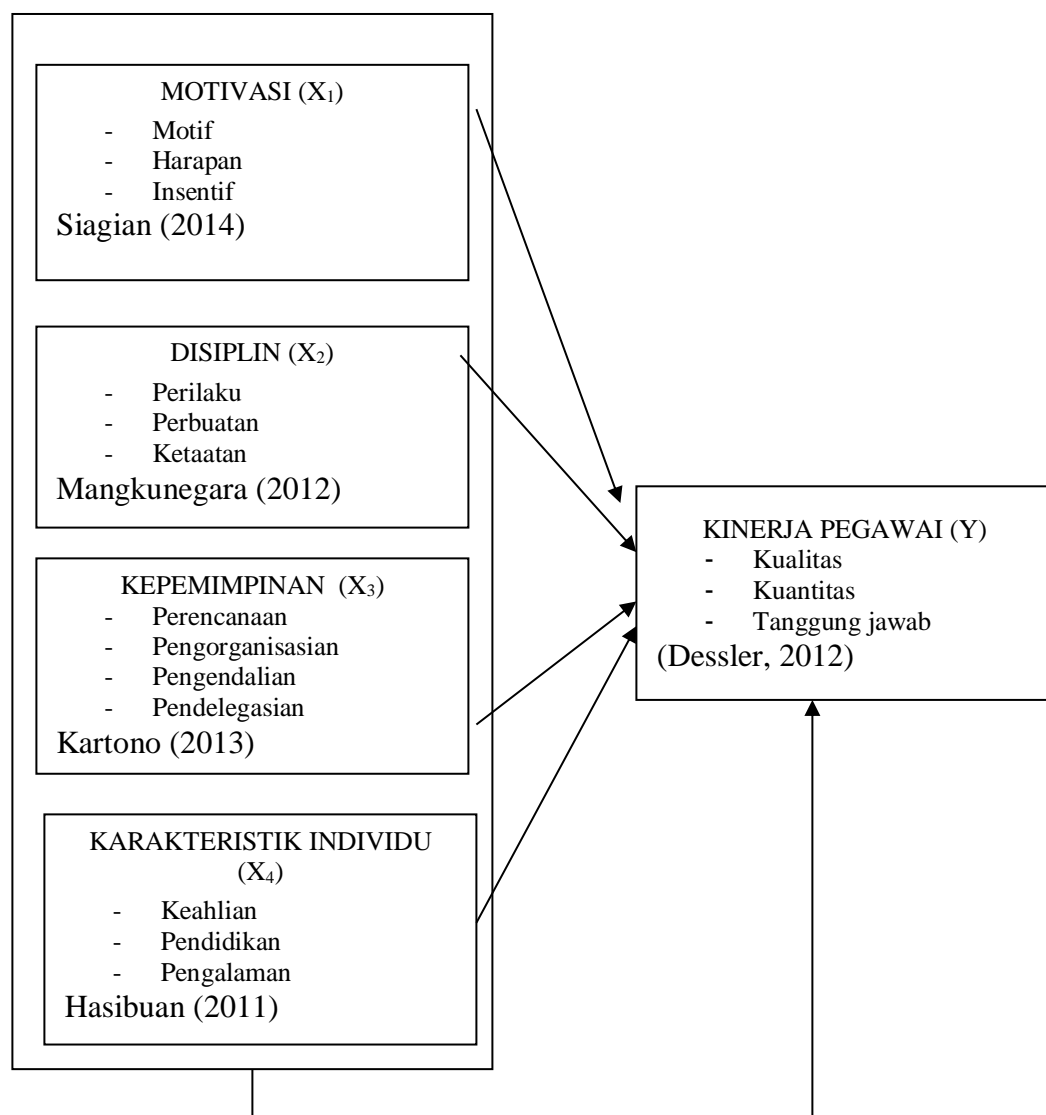 MOTIVASI (X₁)
- Motif
- Harapan
- Insentif
Siagian (2014)
DISIPLIN (X₂)
- Perilaku
- Perbuatan
- Ketaatan
Mangkunegara (2012)
KEPEMIMPINAN (X₃)
- Perencanaan
- Pengorganisasian
- Pengendalian
- Pendelegasian
Kartono (2013)
KARAKTERISTIK INDIVIDU
(X₄)
- Keahlian
- Pendidikan
- Pengalaman
Hasibuan (2011)
KINERJA PEGAWAI (Y)
- Kualitas
- Kuantitas
- Tanggung jawab
(Dessler, 2012)